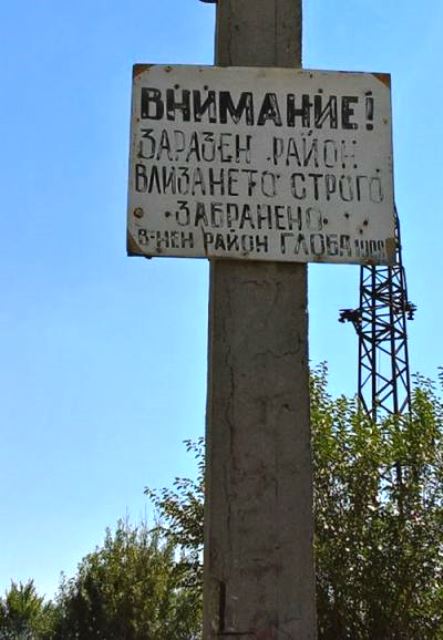 ВНИМАНИЕ!
ЗАРАЗЕН РАЙОН
ВЛИЗАНЕТО СТРОГО
ЗАБРАНЕНО
В-НЕН РАЙОН ГЛОБА